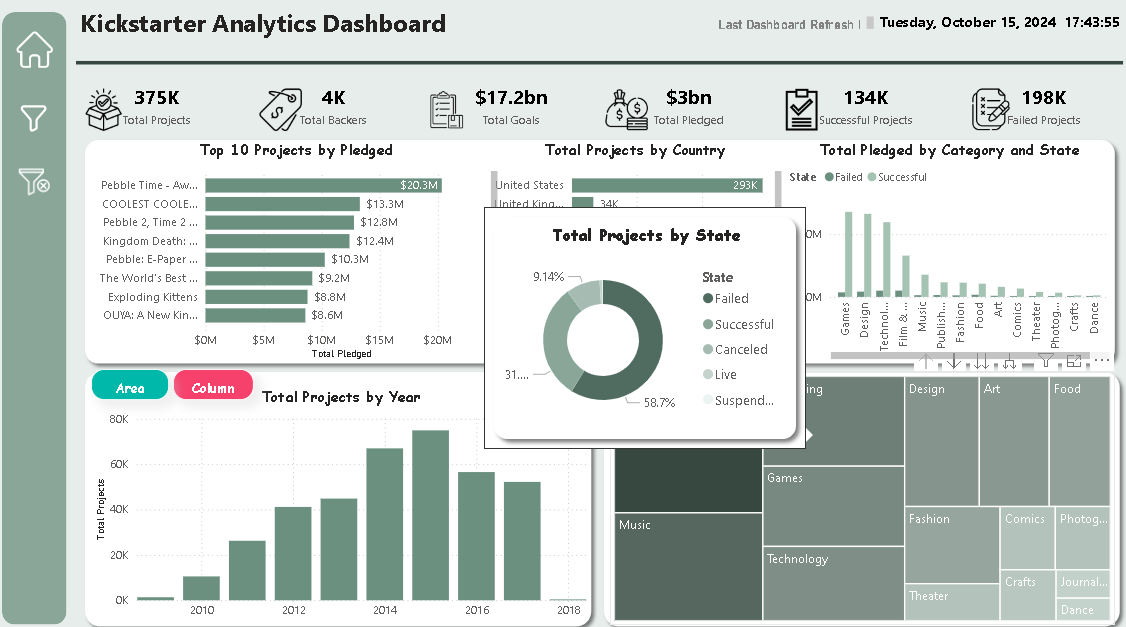 Kickstarter Analytics Dashboard
Last Dashboard Refresh |
Tuesday, October 15, 2024 17:43:55
375K
Total Projects
4K
Total Backers
$17.2bn
Total Goals
$3bn
Total Pledged
134K
Successful Projects
198K
Failed Projects
Top 10 Projects by Pledged
Pebble Time - Aw...
$20.3M
COOLEST COOLE...
$13.3M
Pebble 2, Time 2 ...
$12.8M
Kingdom Death: ...
$12.4M
Pebble: E-Paper ...
$10.3M
The World's Best ...
$9.2M
Exploding Kittens
$8.8M
OUYA: A New Kin...
$8.6M
$0M $5M $10M $15M $20M
Total Pledged
Total Projects by Country
United States
293K
United King...
34K
Total Pledged by Category and State
State Failed Successful
0M
0M
Games
Design
Technol...
Film & ...
Music
Publish...
Fashion
Food
Art
Comics
Theater
Photog...
Crafts
Dance
Total Projects by State
9.14%
31....
58.7%
State
Failed
Successful
Canceled
Live
Suspend...
Area
Column
Total Projects by Year
80K
60K
40K
20K
0K
Total Projects
2010 2012 2014 2016 2018
ing
Music
Games
Technology
Design
Art
Food
Fashion
Theater
Comics
Photog...
Crafts
Journal...
Dance